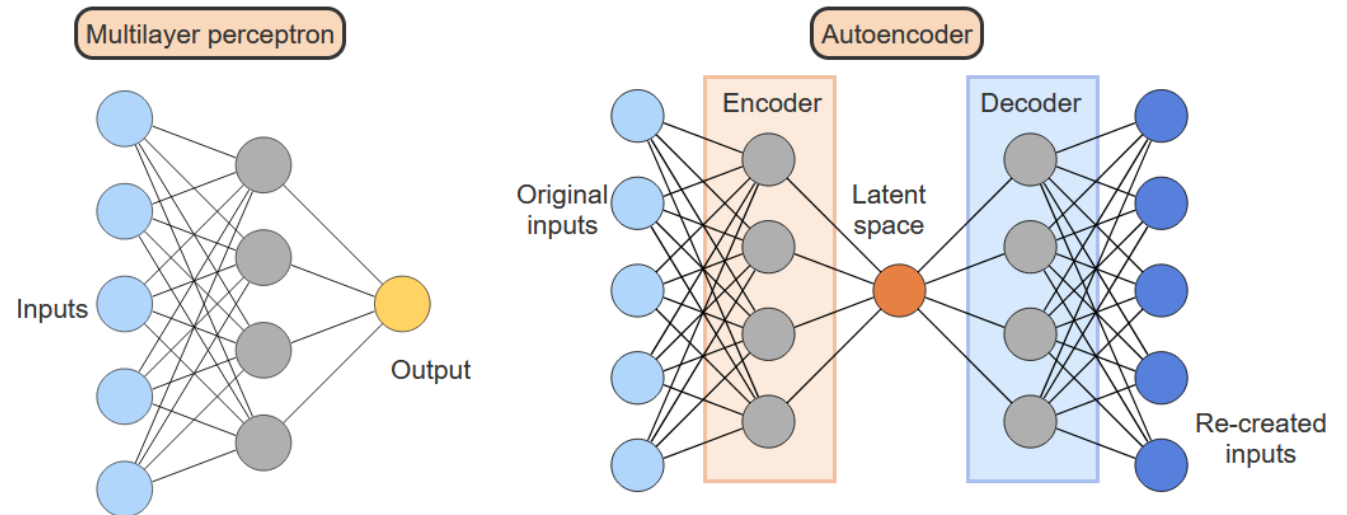 Multilayer perceptron
Inputs
Output
Autoencoder
Encoder
Decoder
Original
inputs
Latent
space
Re-created
inputs